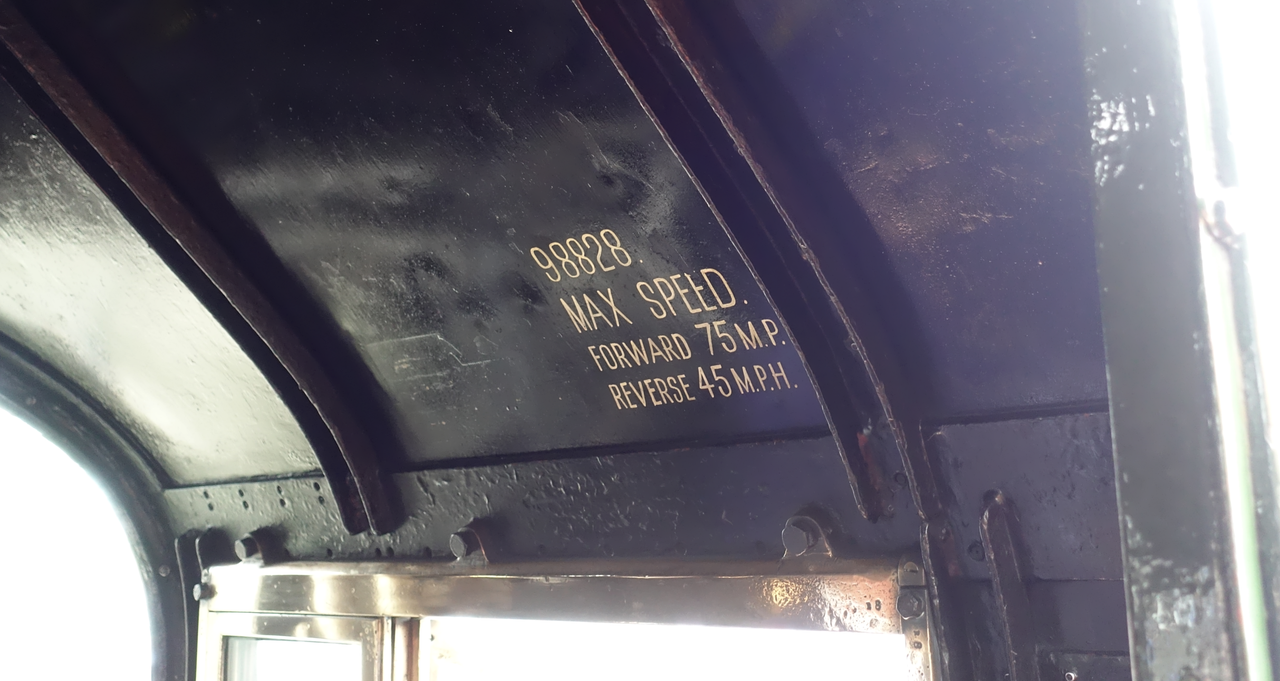 98828.
MAX SPEED.
FORWARD 75 M.P.
REVERSE 45 M.P.H.